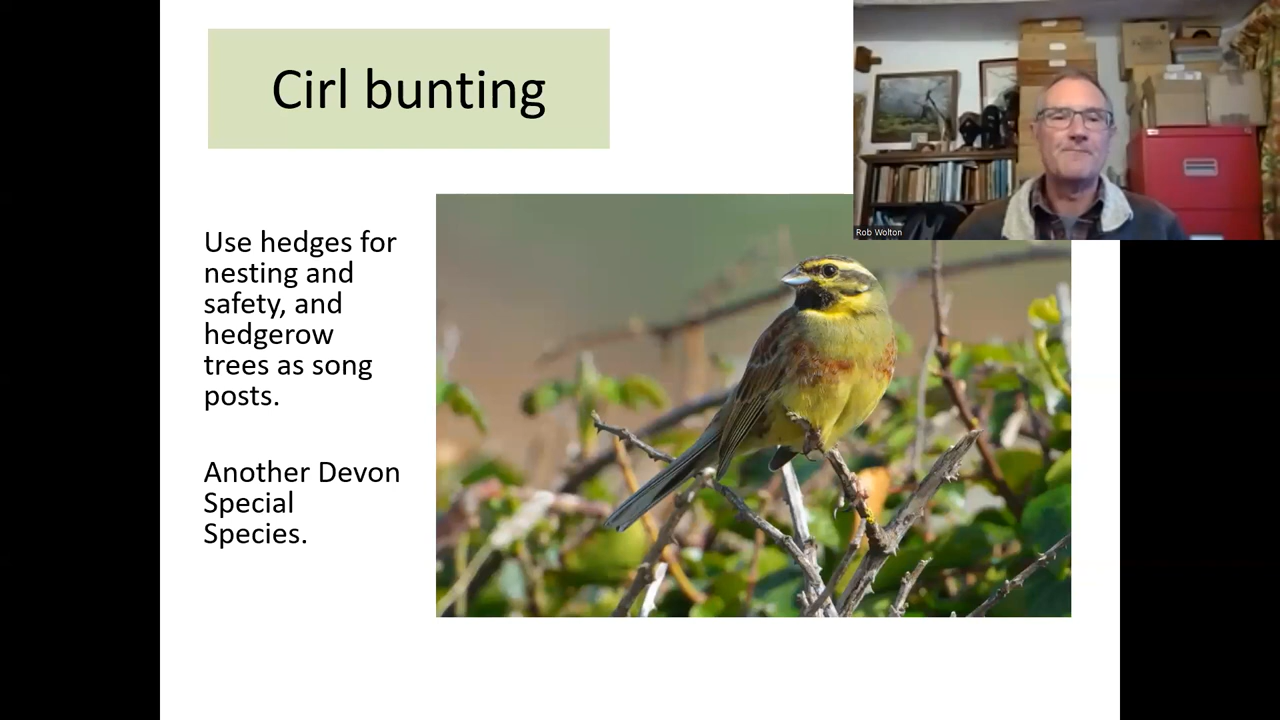 Cirl bunting
Rob Wolton
Use hedges for
nesting and
safety, and
hedgerow
trees as song
posts.
Another Devon
Special
Species.